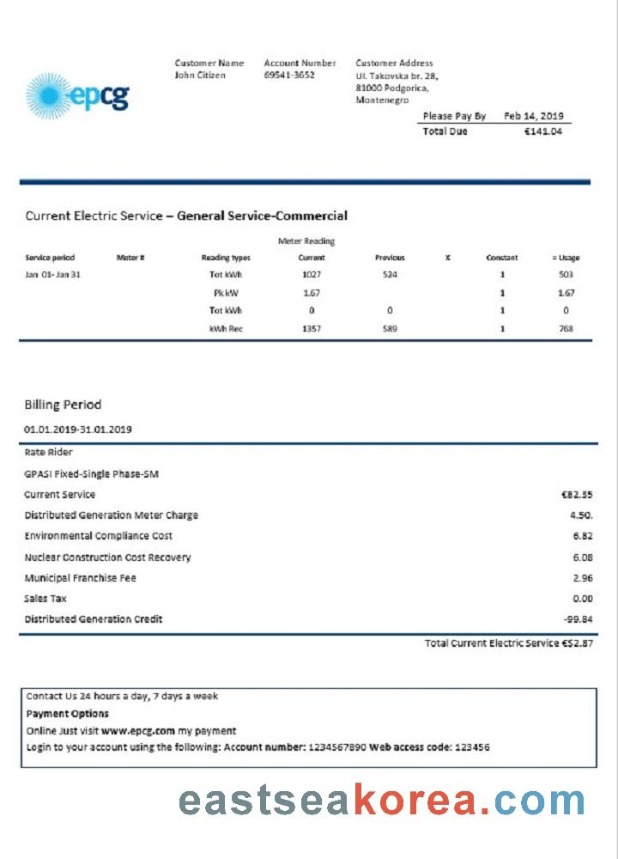 epcg
Customer Name Account Number Customer Address
John Citizen 69541-3652 Ul. Takovska br. 28,
81000 Podgorica,
Montenegro
Please Pay By Feb 14, 2019
Total Due €141.04
Current Electric Service – General Service-Commercial
Meter Reading
Service period Meter # Reading types Current Previous X Constant = Usage
Jan 01- Jan 31 Tot kWh 1027 524 1 503
Pk kW 1.67 1 1.67
Tot kWh 0 0 1 0
kWh Rec 1357 589 1 768
Billing Period
01.01.2019-31.01.2019
Rate Rider
GPASI Fixed-Single Phase-SM
Current Service €82.35
Distributed Generation Meter Charge 4.50.
Environmental Compliance Cost 6.82
Nuclear Construction Cost Recovery 6.08
Municipal Franchise Fee 2.96
Sales Tax 0.00
Distributed Generation Credit -99.84
Total Current Electric Service €52.87
Contact Us 24 hours a day, 7 days a week
Payment Options
Online Just visit www.epcg.com my payment
Login to your account using the following: Account number: 1234567890 Web access code: 123456
eastseakorea.com